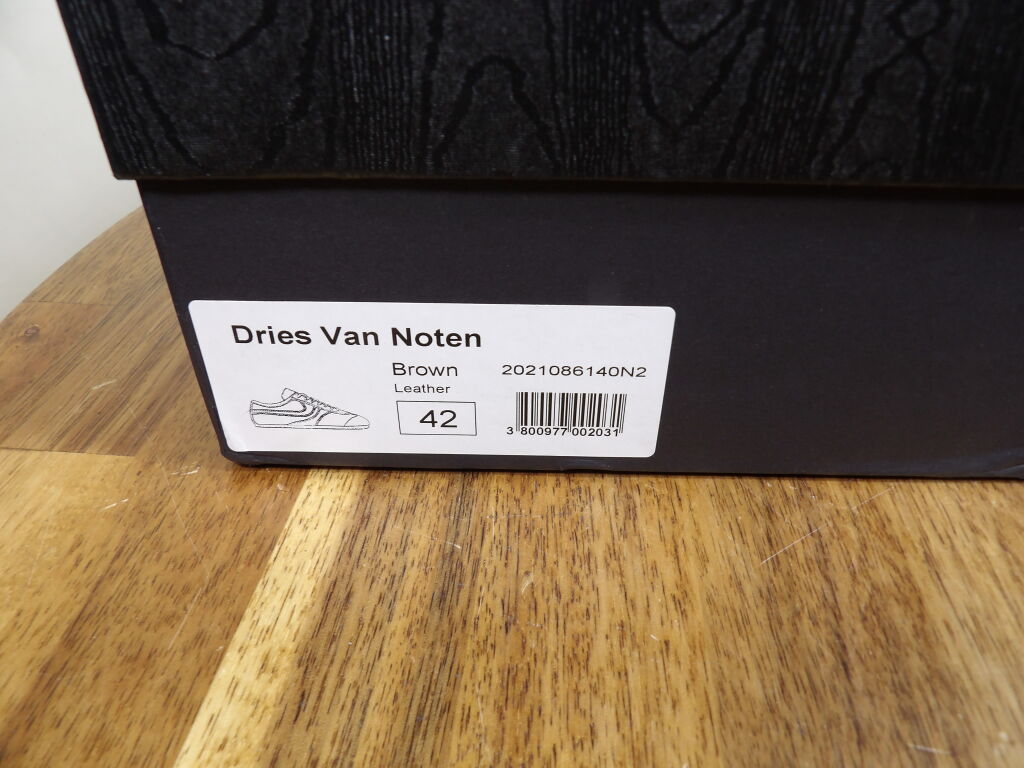 Dries Van Noten
Brown 2021086140N2
Leather
42
3 800977 002031